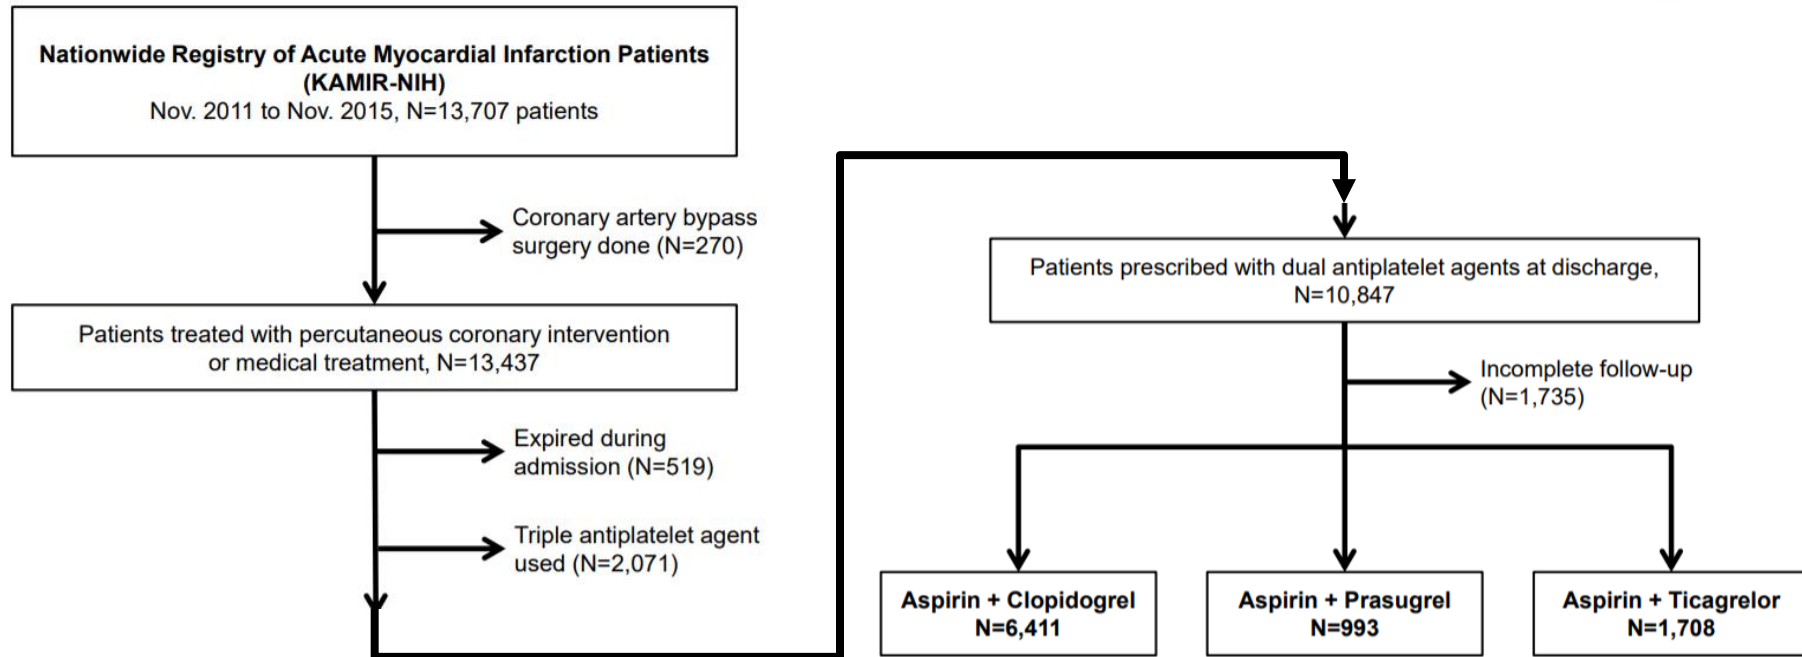 Nationwide Registry of Acute Myocardial Infarction Patients
(KAMIR-NIH)
Nov. 2011 to Nov. 2015, N=13,707 patients
Coronary artery bypass
surgery done (N=270)
Patients treated with percutaneous coronary intervention
or medical treatment, N=13,437
Expired during
admission (N=519)
Triple antiplatelet agent
used (N=2,071)
Patients prescribed with dual antiplatelet agents at discharge,
N=10,847
Incomplete follow-up
(N=1,735)
Aspirin + Clopidogrel
N=6,411
Aspirin + Prasugrel
N=993
Aspirin + Ticagrelor
N=1,708